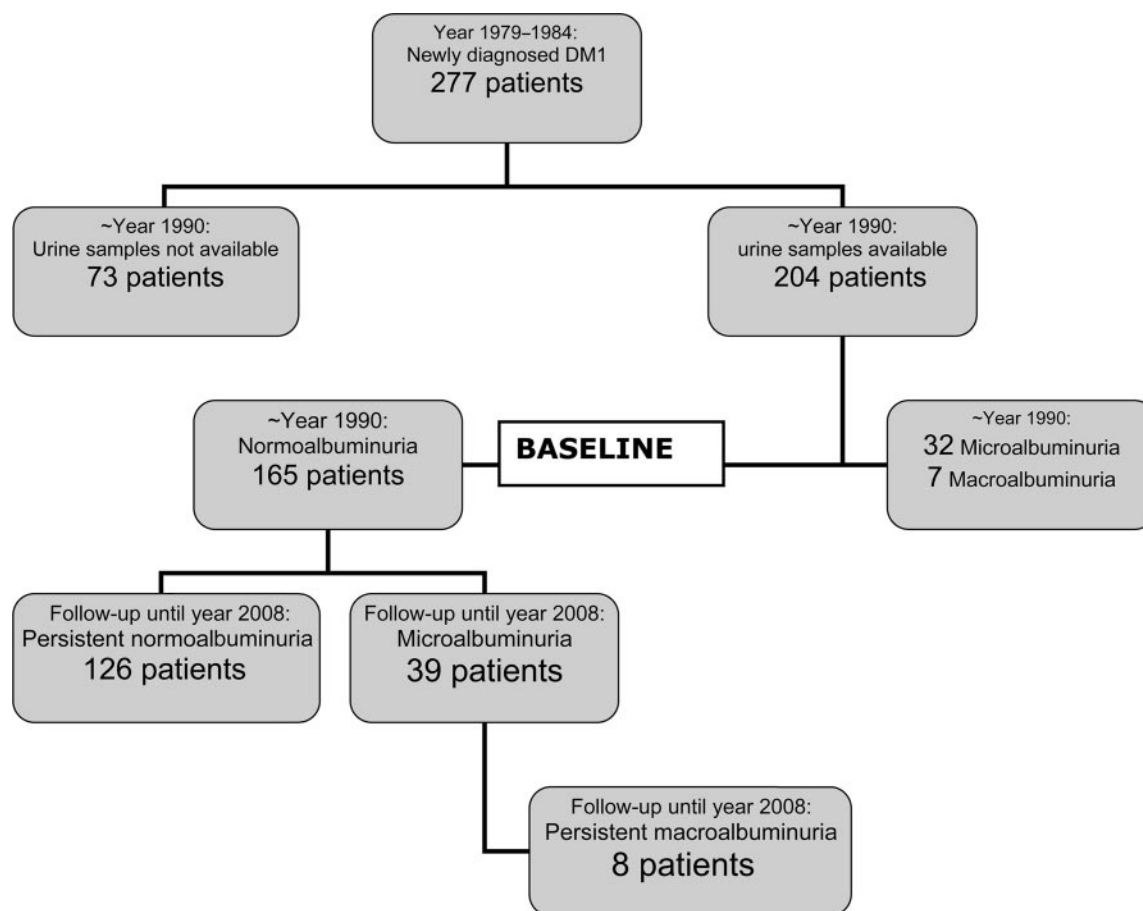 Year 1979–1984:
Newly diagnosed DM1
277 patients
~Year 1990:
Urine samples not available
73 patients
~Year 1990:
urine samples available
204 patients
~Year 1990:
Normoalbuminuria
165 patients
BASELINE
~Year 1990:
32 Microalbuminuria
7 Macroalbuminuria
Follow-up until year 2008:
Persistent normoalbuminuria
126 patients
Follow-up until year 2008:
Microalbuminuria
39 patients
Follow-up until year 2008:
Persistent macroalbuminuria
8 patients